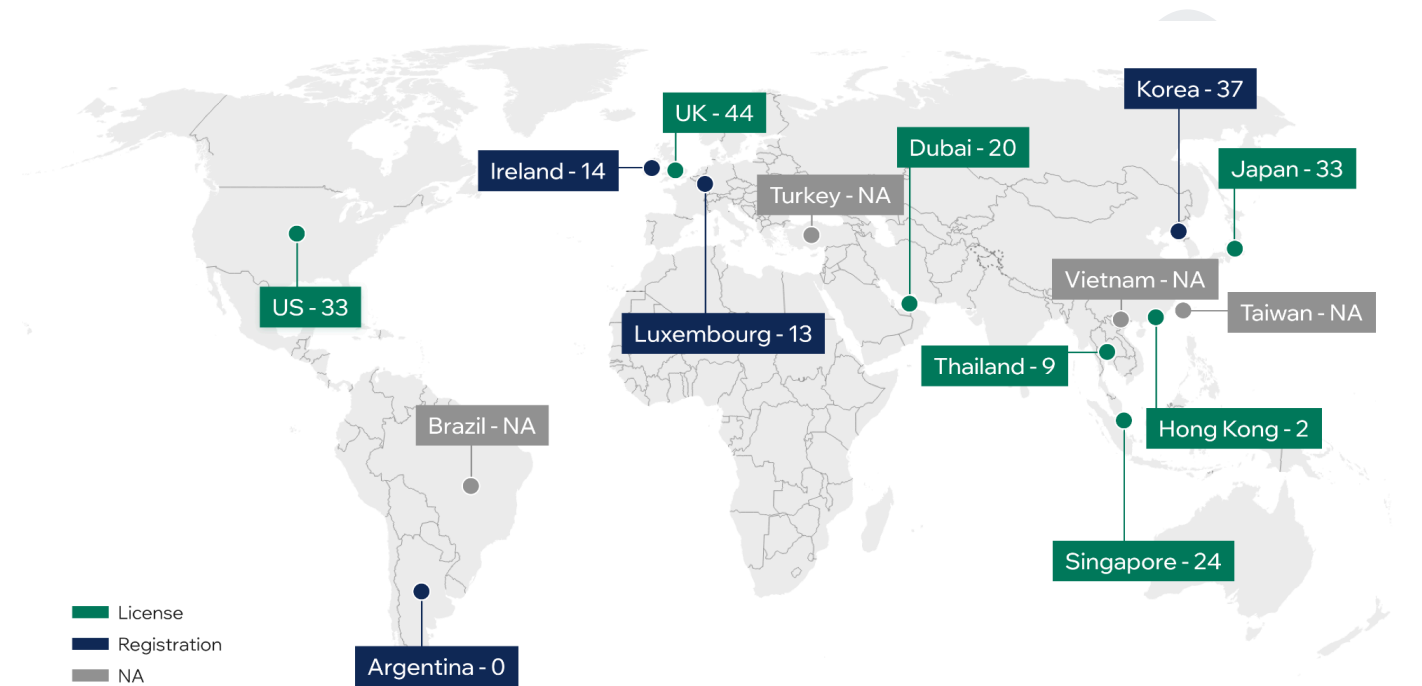 Korea - 37
UK - 44
Dubai - 20
Ireland - 14
Japan - 33
Turkey - NA
Vietnam - NA
US - 33
Taiwan - NA
Luxembourg - 13
Thailand - 9
Brazil - NA
Hong Kong - 2
Singapore - 24
License
Registration
Argentina - 0
NA